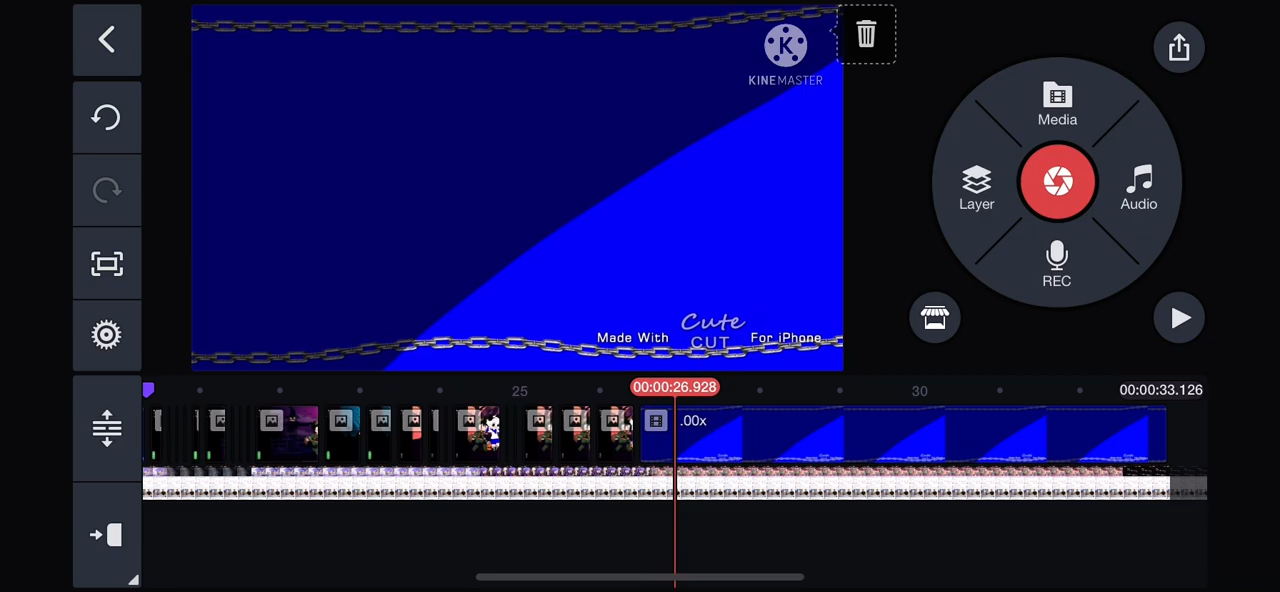 K
KINEMASTER
Made With Cute CUT For iPhone
Media
Layer
Audio
REC
25
00:00:26.928
30
00:00:33.126
.00x